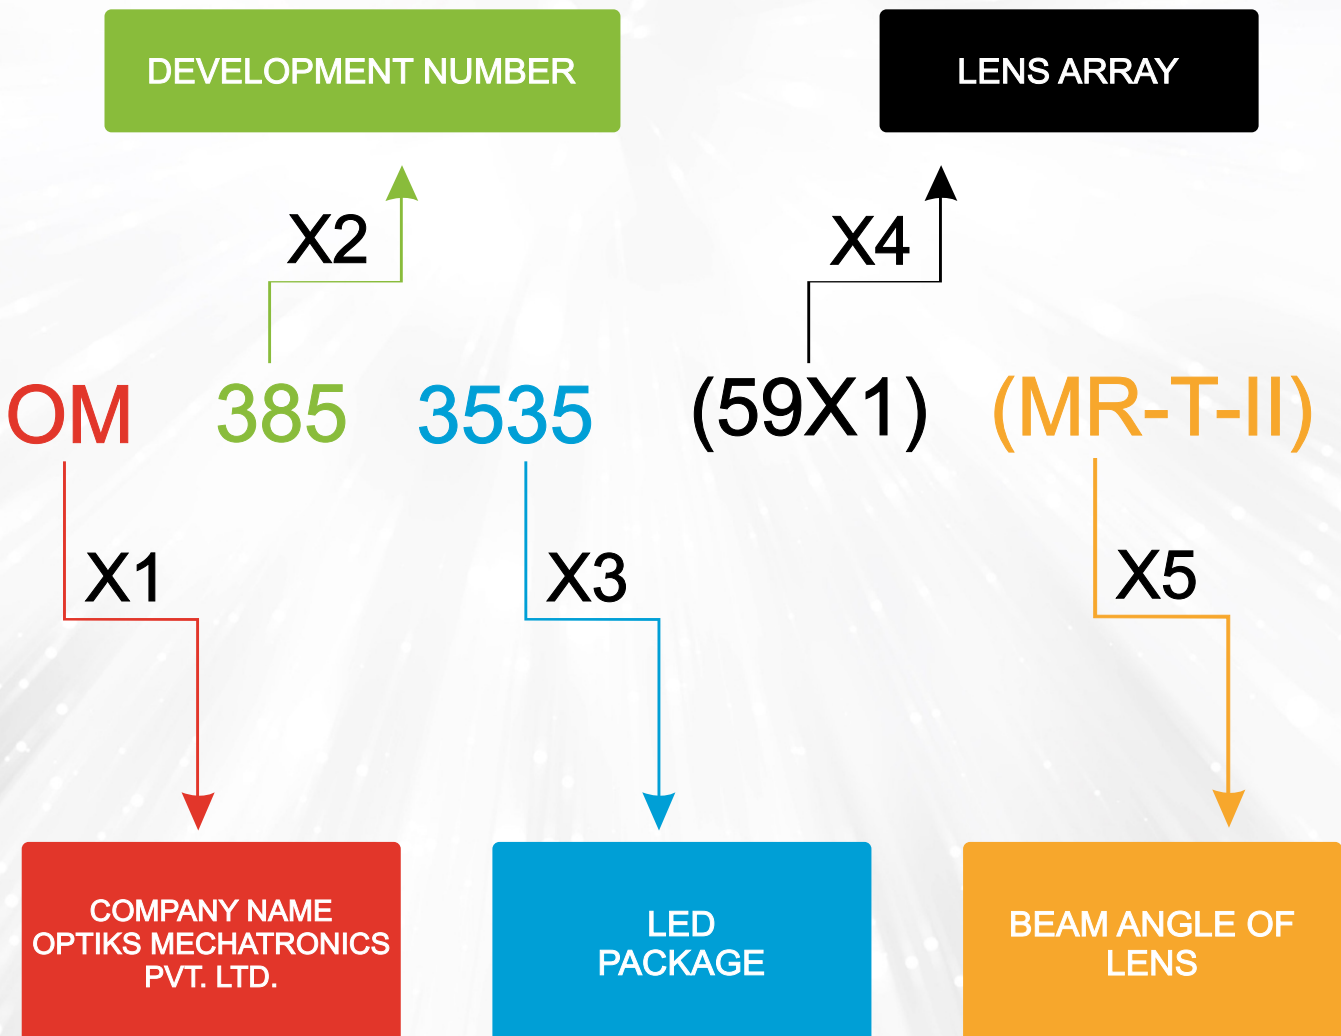 DEVELOPMENT NUMBER
LENS ARRAY
X2
X4
OM 385 3535 (59X1) (MR-T-II)
X1
X3
X5
COMPANY NAME
OPTIKS MECHATRONICS
PVT. LTD.
LED
PACKAGE
BEAM ANGLE OF
LENS